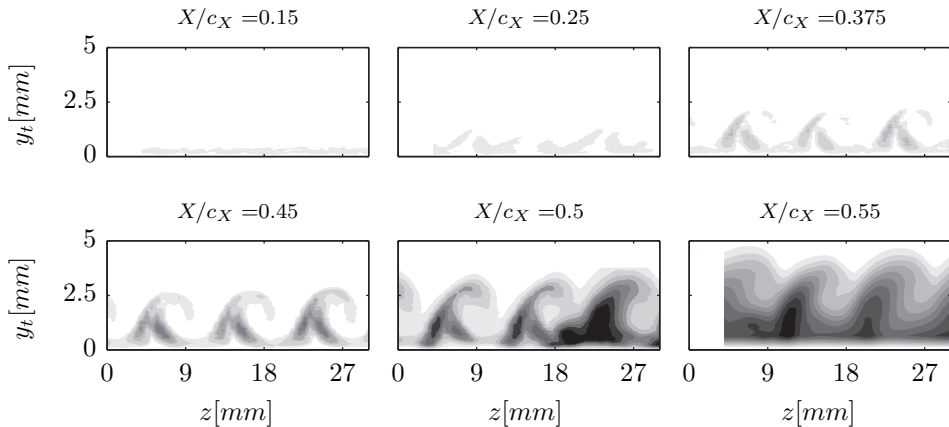 X/c_X =0.15 X/c_X =0.25 X/c_X =0.375
5
2.5
0
y_t[mm]
X/c_X =0.45 X/c_X =0.5 X/c_X =0.55
5
2.5
0
y_t[mm]
0 9 18 27 0 9 18 27 0 9 18 27
z[mm] z[mm] z[mm]